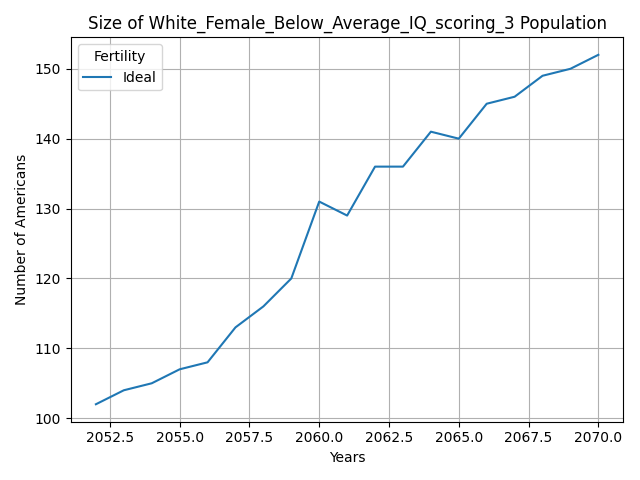 Size of White_Female_Below_Average_IQ_scoring_3 Population
Fertility
Ideal
Number of Americans
150
140
130
120
110
100
2052.5 2055.0 2057.5 2060.0 2062.5 2065.0 2067.5 2070.0
Years